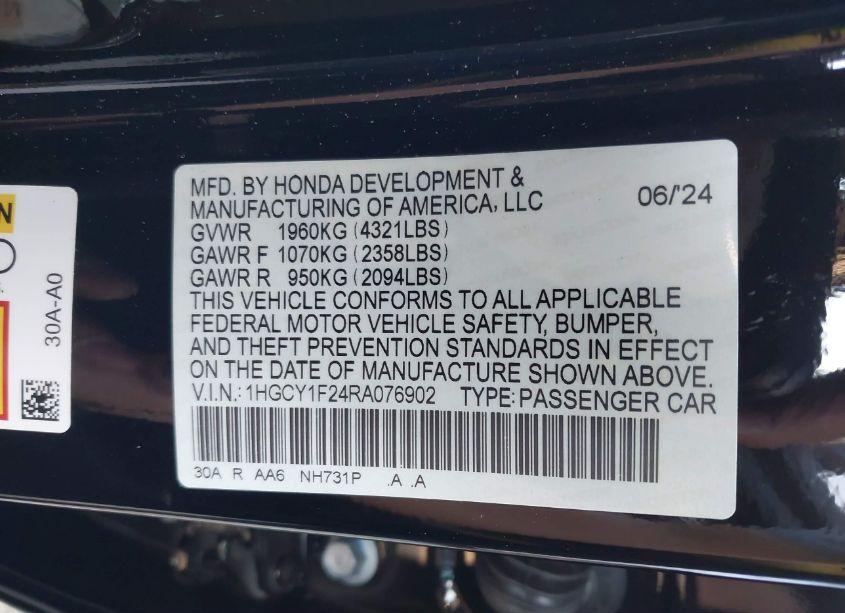 MFD. BY HONDA DEVELOPMENT &
MANUFACTURING OF AMERICA, LLC 06/'24
GVWR 1960KG (4321LBS)
GAWR F 1070KG (2358LBS)
GAWR R 950KG (2094LBS)
THIS VEHICLE CONFORMS TO ALL APPLICABLE
FEDERAL MOTOR VEHICLE SAFETY, BUMPER,
AND THEFT PREVENTION STANDARDS IN EFFECT
ON THE DATE OF MANUFACTURE SHOWN ABOVE.
V.I.N.: 1HGCY1F24RA076902 TYPE: PASSENGER CAR
30A R AA6 NH731P .A .A
30A-A0